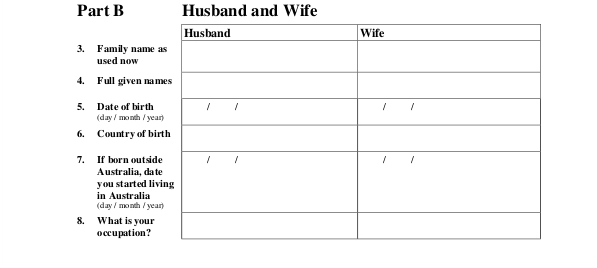 Part B Husband and Wife
Husband Wife
3. Family name as
used now
4. Full given names
5. Date of birth / / / /
(day / month / year)
6. Country of birth
7. If born outside / / / /
Australia, date
you started living
in Australia
(day / month / year)
8. What is your
occupation?